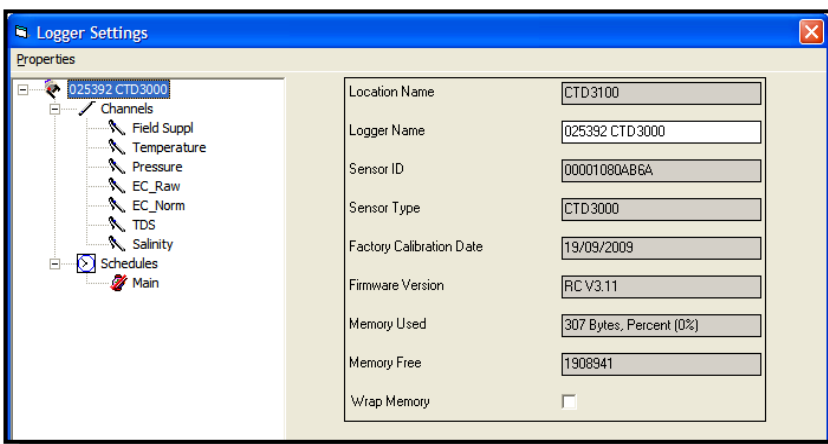 Logger Settings
Properties
025392 CTD3000
Channels
Field Suppl
Temperature
Pressure
EC_Raw
EC_Norm
TDS
Salinity
Schedules
Main
Location Name CTD3100
Logger Name 025392 CTD3000
Sensor ID 00001080AB6A
Sensor Type CTD3000
Factory Calibration Date 19/09/2009
Firmware Version RC V3.11
Memory Used 307 Bytes, Percent (0%)
Memory Free 1908941
Wrap Memory